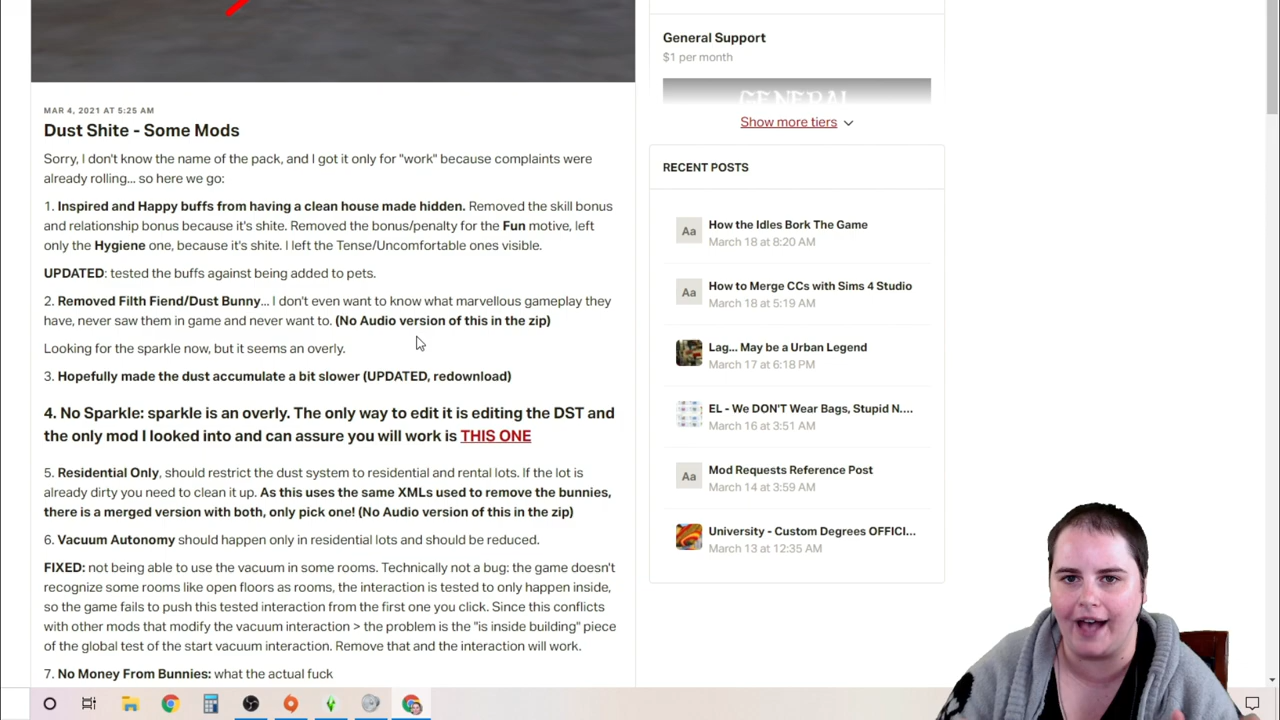 General Support
$1 per month
GENERAL
Show more tiers
MAR 4, 2021 AT 5:25 AM
Dust Shite - Some Mods
Sorry, I don't know the name of the pack, and I got it only for "work" because complaints were
already rolling... so here we go:
1. Inspired and Happy buffs from having a clean house made hidden. Removed the skill bonus
and relationship bonus because it's shite. Removed the bonus/penalty for the Fun motive, left
only the Hygiene one, because it's shite. I left the Tense/Uncomfortable ones visible.
UPDATED: tested the buffs against being added to pets.
2. Removed Filth Fiend/Dust Bunny... I don't even want to know what marvellous gameplay they
have, never saw them in game and never want to. (No Audio version of this in the zip)
Looking for the sparkle now, but it seems an overly.
3. Hopefully made the dust accumulate a bit slower (UPDATED, redownload)
4. No Sparkle: sparkle is an overly. The only way to edit it is editing the DST and
the only mod I looked into and can assure you will work is THIS ONE
5. Residential Only, should restrict the dust system to residential and rental lots. If the lot is
already dirty you need to clean it up. As this uses the same XMLs used to remove the bunnies,
there is a merged version with both, only pick one! (No Audio version of this in the zip)
6. Vacuum Autonomy should happen only in residential lots and should be reduced.
FIXED: not being able to use the vacuum in some rooms. Technically not a bug: the game doesn't
recognize some rooms like open floors as rooms, the interaction is tested to only happen inside,
so the game fails to push this tested interaction from the first one you click. Since this conflicts
with other mods that modify the vacuum interaction > the problem is the "is inside building" piece
of the global test of the start vacuum interaction. Remove that and the interaction will work.
7. No Money From Bunnies: what the actual fuck
RECENT POSTS
Aa
How the Idles Bork The Game
March 18 at 8:20 AM
Aa
How to Merge CCs with Sims 4 Studio
March 18 at 5:19 AM
Lag... May be a Urban Legend
March 17 at 6:18 PM
EL - We DON'T Wear Bags, Stupid N....
March 16 at 3:51 AM
Aa
Mod Requests Reference Post
March 14 at 3:59 AM
University - Custom Degrees OFFICI...
March 13 at 12:35 AM